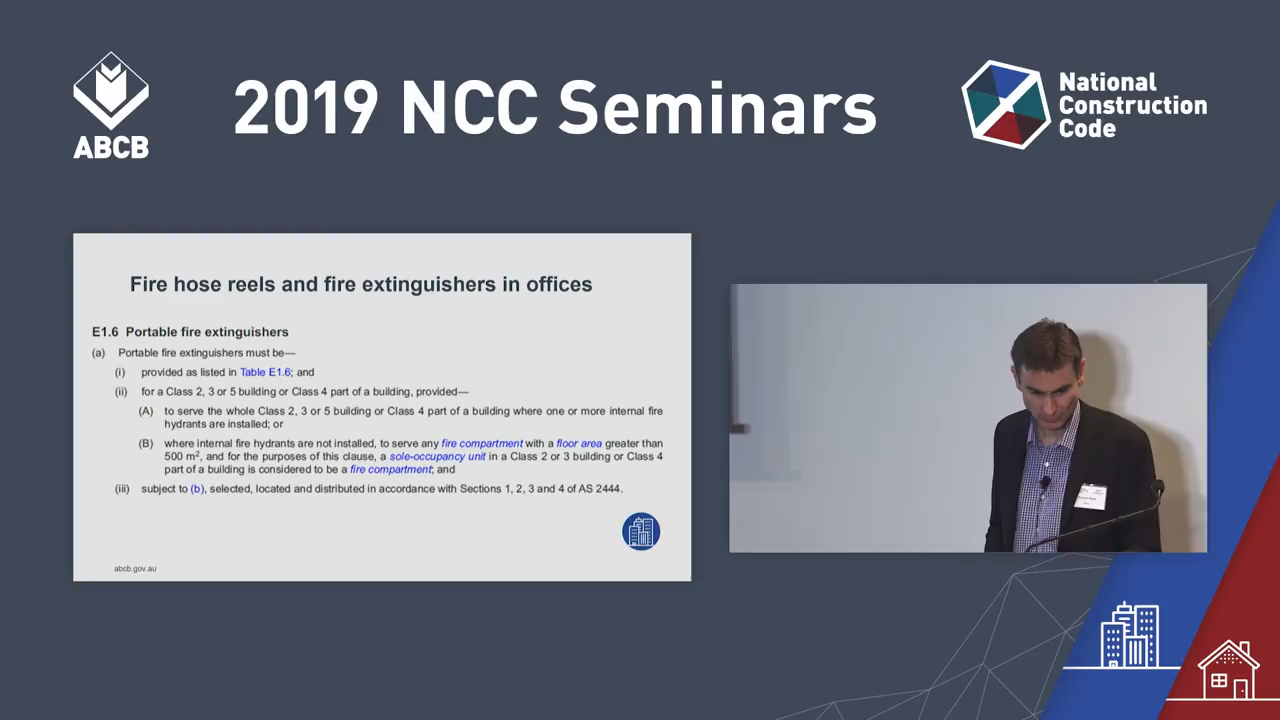 ABCB
2019 NCC Seminars
National
Construction
Code
Fire hose reels and fire extinguishers in offices
E1.6 Portable fire extinguishers
(a) Portable fire extinguishers must be—
(i) provided as listed in Table E1.6; and
(ii) for a Class 2, 3 or 5 building or Class 4 part of a building, provided—
(A) to serve the whole Class 2, 3 or 5 building or Class 4 part of a building where one or more internal fire
hydrants are installed; or
(B) where internal fire hydrants are not installed, to serve any fire compartment with a floor area greater than
500 m², and for the purposes of this clause, a sole-occupancy unit in a Class 2 or 3 building or Class 4
part of a building is considered to be a fire compartment; and
(iii) subject to (b), selected, located and distributed in accordance with Sections 1, 2, 3 and 4 of AS 2444.
abcb.gov.au